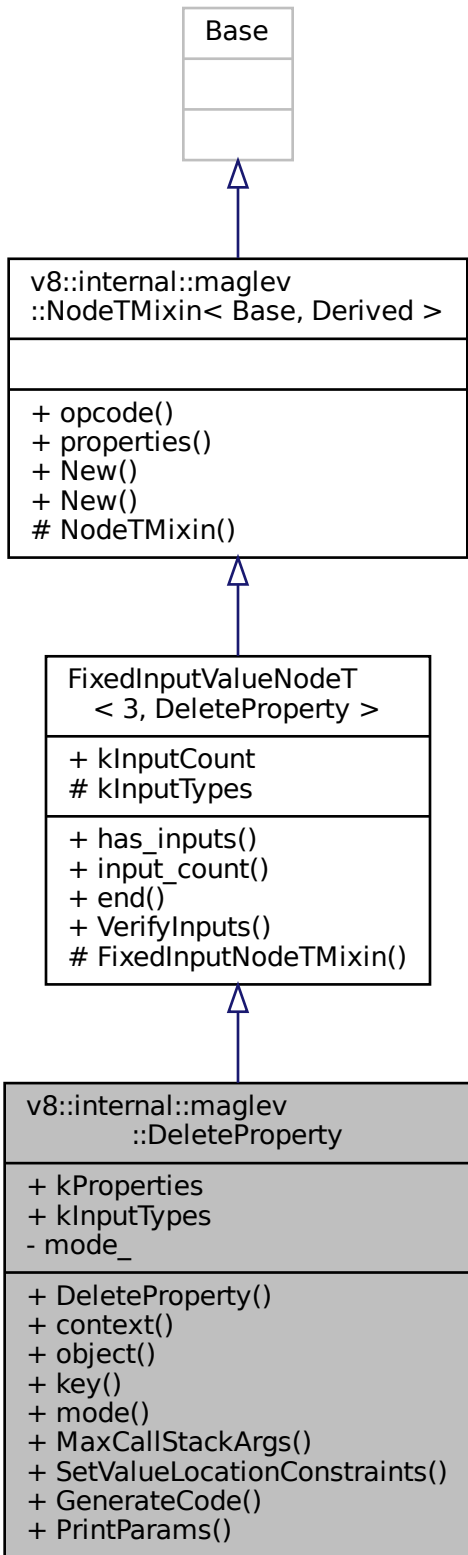 Base
v8::internal::maglev
::NodeTMixin< Base, Derived >
+ opcode()
+ properties()
+ New()
+ New()
# NodeTMixin()
FixedInputValueNodeT
< 3, DeleteProperty >
+ kInputCount
# kInputTypes
+ has_inputs()
+ input_count()
+ end()
+ VerifyInputs()
# FixedInputNodeTMixin()
v8::internal::maglev
::DeleteProperty
+ kProperties
+ kInputTypes
- mode_
+ DeleteProperty()
+ context()
+ object()
+ key()
+ mode()
+ MaxCallStackArgs()
+ SetValueLocationConstraints()
+ GenerateCode()
+ PrintParams()